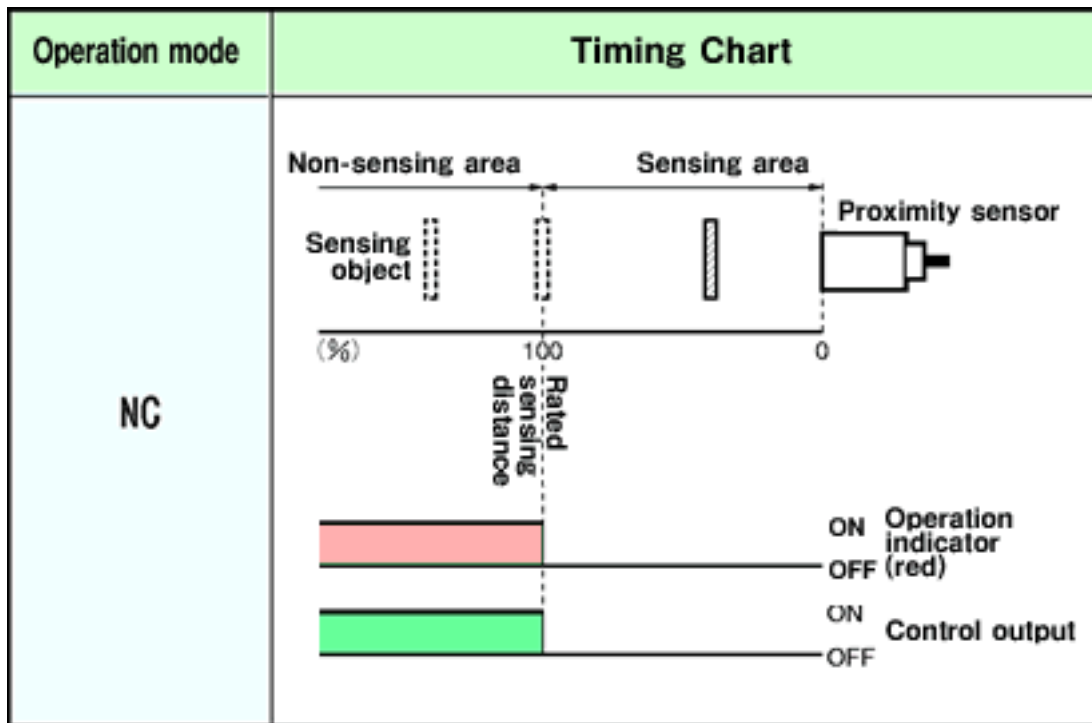 Operation mode
Timing Chart
NC
Non-sensing area
Sensing area
Proximity sensor
Sensing
object
(%)
100
0
Rated
sensing
distance
ON
OFF
Operation
indicator
(red)
ON
OFF
Control output